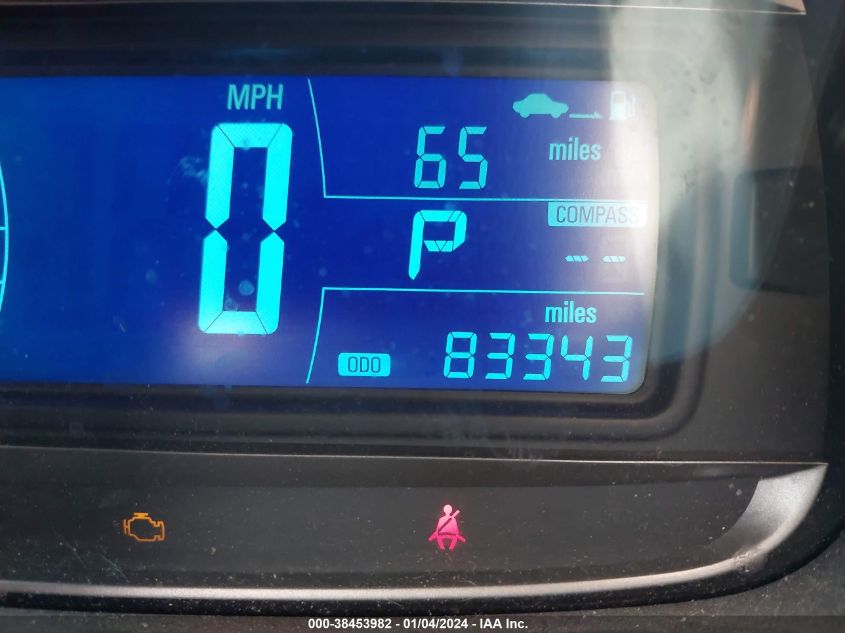 MPH
0
65 miles
P
COMPASS
--
miles
ODO 83343
000-38453982 - 01/04/2024 - IAA Inc.